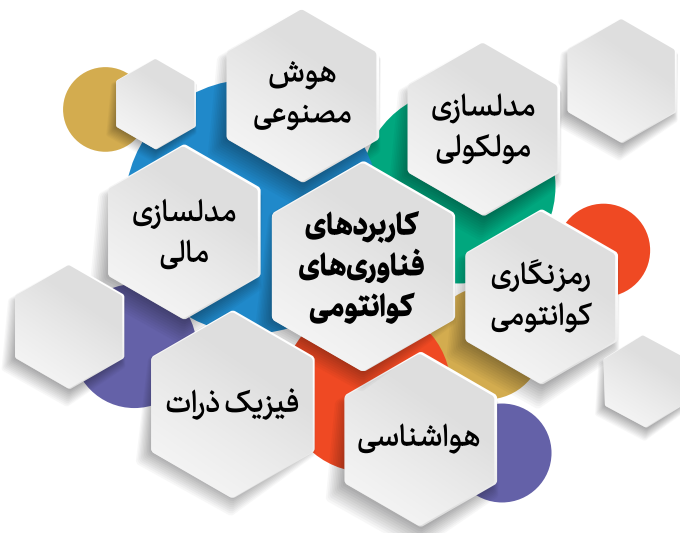 هوش
مصنوعی
مدلسازی
مولکولی
مدلسازی
مالی
کاربردهای
فناوری‌های
کوانتومی
رمزنگاری
کوانتومی
فیزیک ذرات
هواشناسی